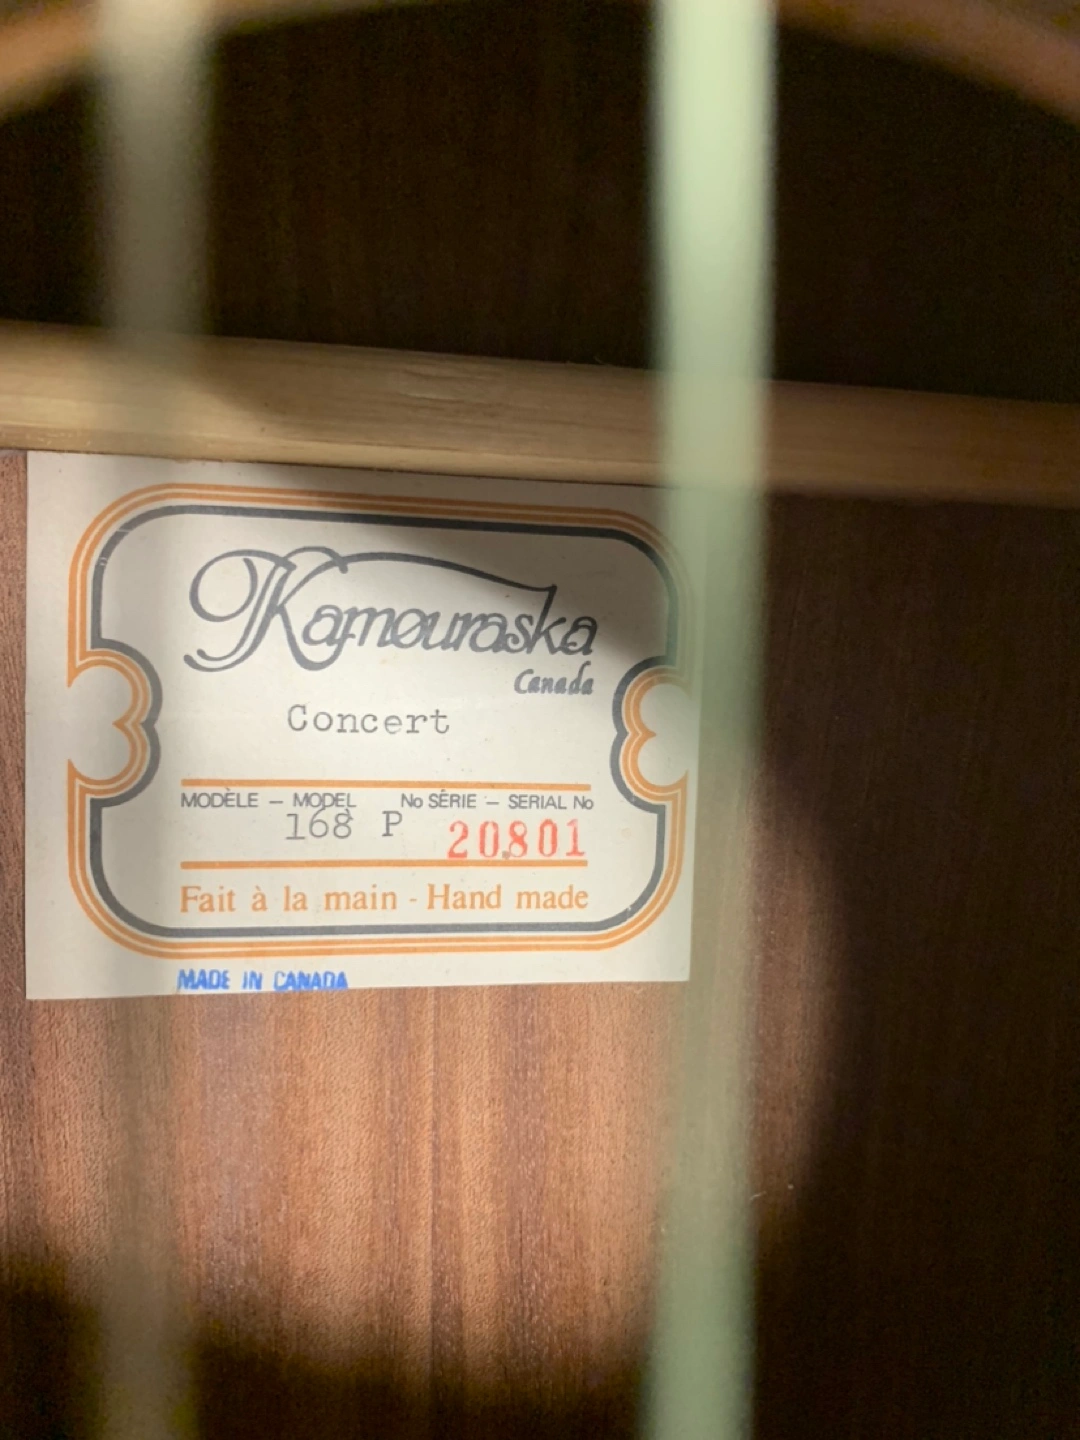 Kamouraska
Canada
Concert
MODÈLE – MODEL No SÉRIE – SERIAL No
168 P 20801
Fait à la main - Hand made
MADE IN CANADA